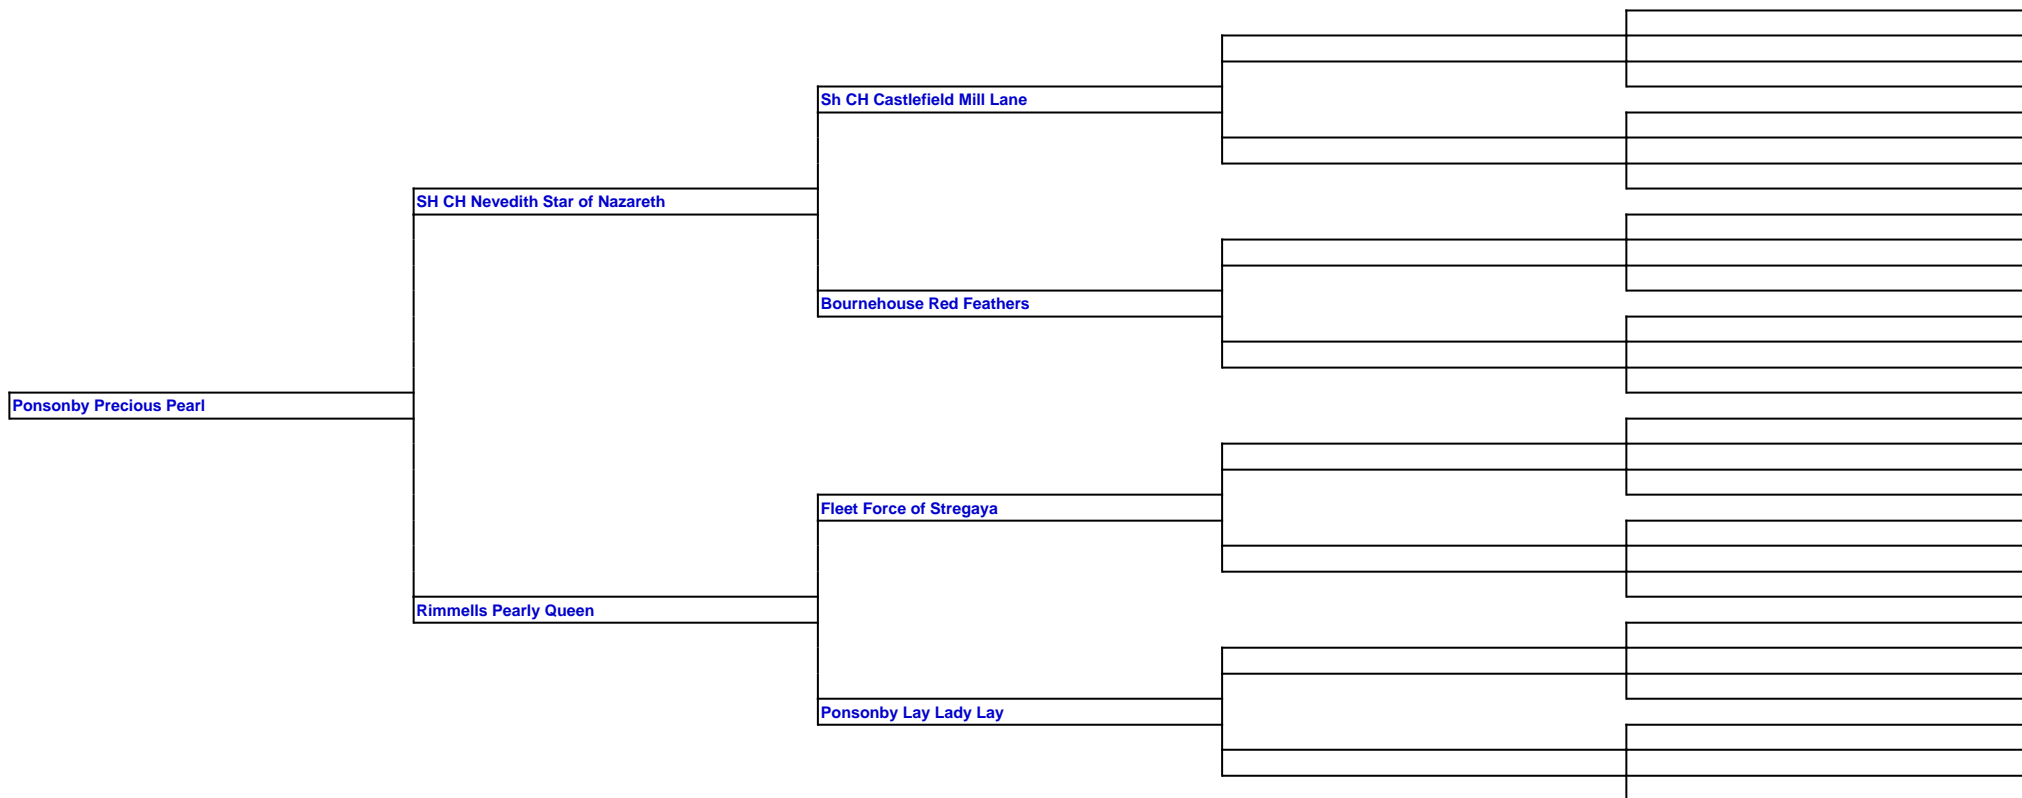 Sh CH Castlefield Mill Lane
SH CH Nevedith Star of Nazareth
Bournehouse Red Feathers
Ponsonby Precious Pearl
Fleet Force of Stregaya
Rimmells Pearly Queen
Ponsonby Lay Lady Lay